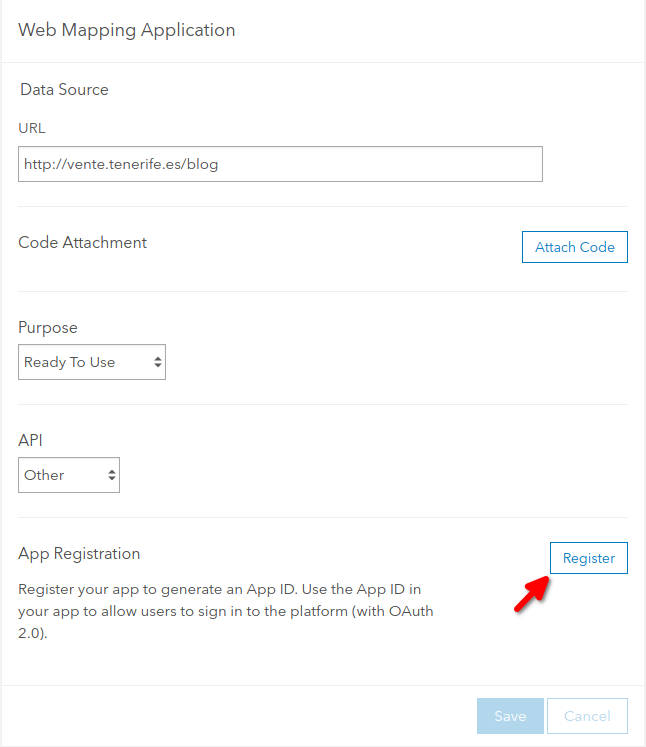 Web Mapping Application
Data Source
URL
http://vente.tenerife.es/blog
Code Attachment
Attach Code
Purpose
Ready To Use
API
Other
App Registration
Register
Register your app to generate an App ID. Use the App ID in
your app to allow users to sign in to the platform (with OAuth
2.0).
Save
Cancel